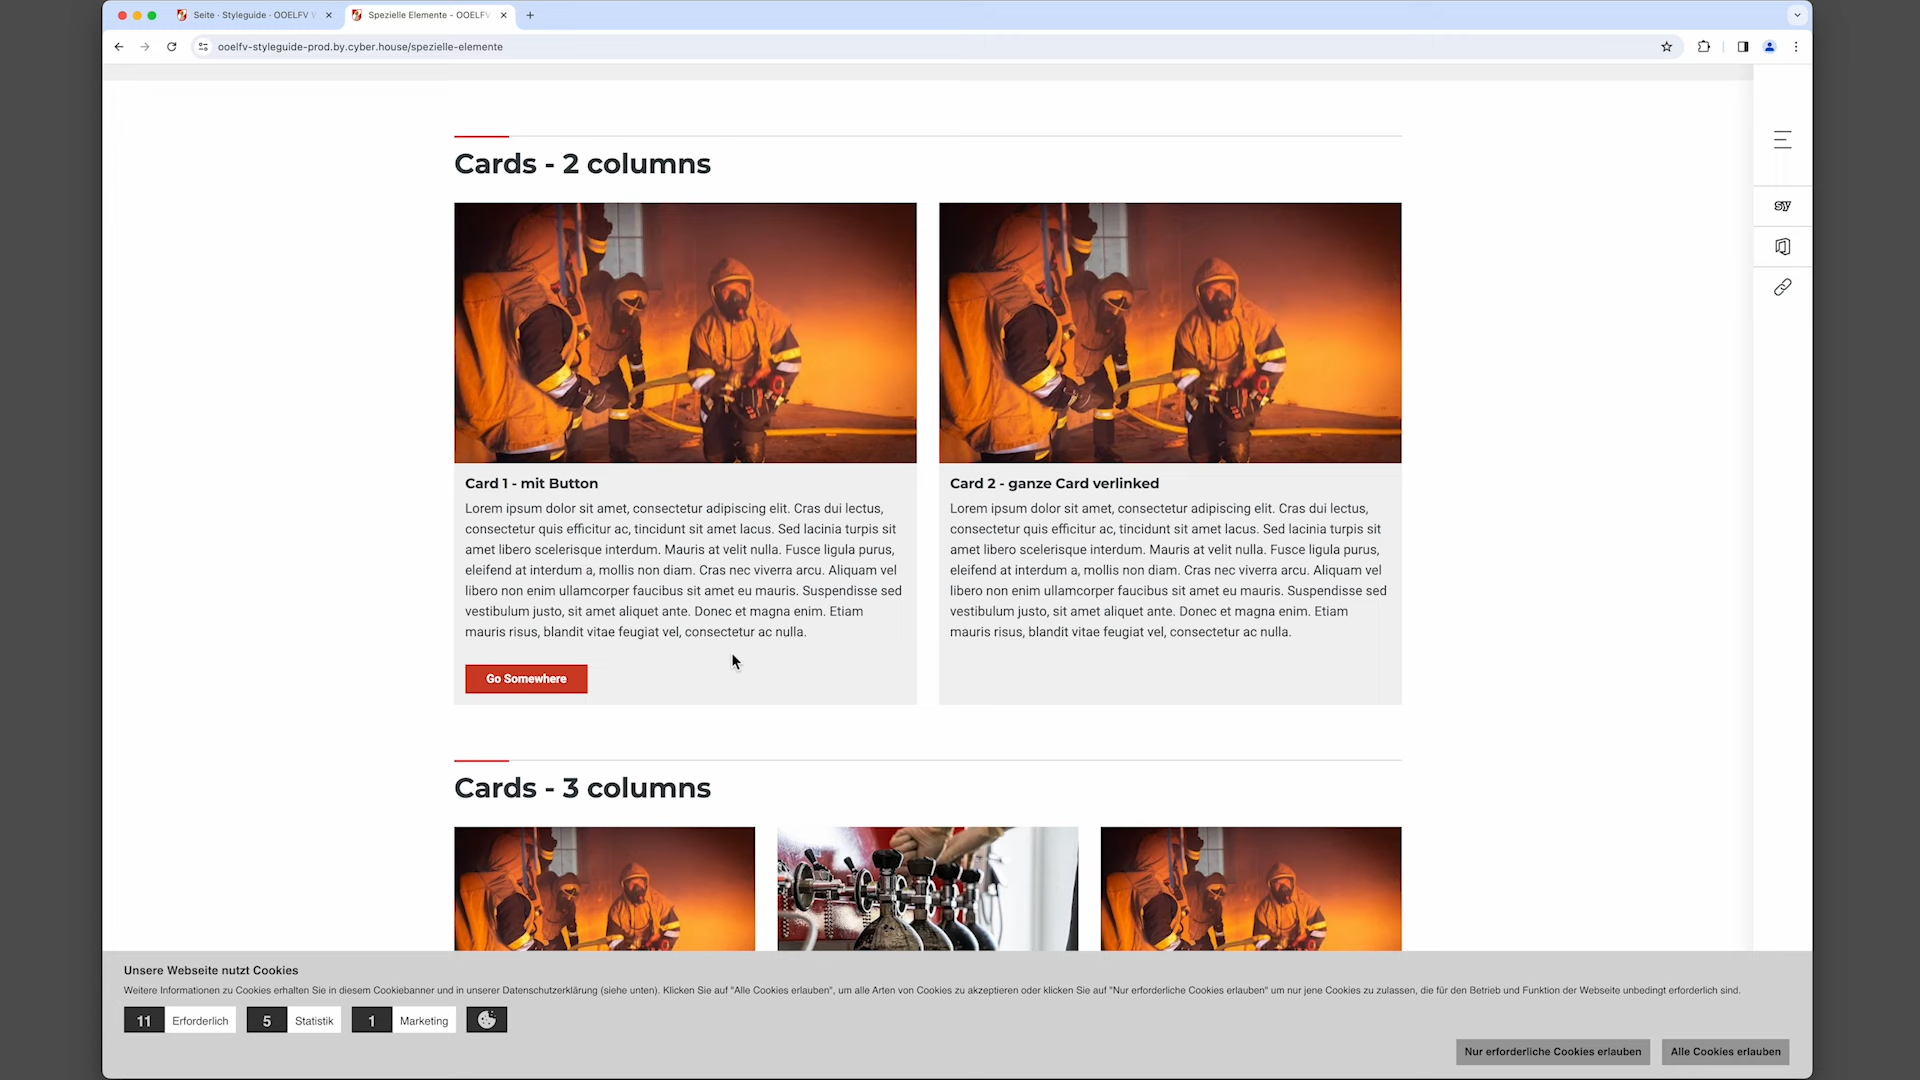 Seite · Styleguide · OOELFV
Spezielle Elemente - OOELFV
ooelfv-styleguide-prod.by.cyber.house/spezielle-elemente
sy
Cards - 2 columns
Card 1 - mit Button
Lorem ipsum dolor sit amet, consectetur adipiscing elit. Cras dui lectus,
consectetur quis efficitur ac, tincidunt sit amet lacus. Sed lacinia turpis sit
amet libero scelerisque interdum. Mauris at velit nulla. Fusce ligula purus,
eleifend at interdum a, mollis non diam. Cras nec viverra arcu. Aliquam vel
libero non enim ullamcorper faucibus sit amet eu mauris. Suspendisse sed
vestibulum justo, sit amet aliquet ante. Donec et magna enim. Etiam
mauris risus, blandit vitae feugiat vel, consectetur ac nulla.
Go Somewhere
Card 2 - ganze Card verlinked
Lorem ipsum dolor sit amet, consectetur adipiscing elit. Cras dui lectus,
consectetur quis efficitur ac, tincidunt sit amet lacus. Sed lacinia turpis sit
amet libero scelerisque interdum. Mauris at velit nulla. Fusce ligula purus,
eleifend at interdum a, mollis non diam. Cras nec viverra arcu. Aliquam vel
libero non enim ullamcorper faucibus sit amet eu mauris. Suspendisse sed
vestibulum justo, sit amet aliquet ante. Donec et magna enim. Etiam
mauris risus, blandit vitae feugiat vel, consectetur ac nulla.
Cards - 3 columns
Unsere Webseite nutzt Cookies
Weitere Informationen zu Cookies erhalten Sie in diesem Cookiebanner und in unserer Datenschutzerklärung (siehe unten). Klicken Sie auf "Alle Cookies erlauben", um alle Arten von Cookies zu akzeptieren oder klicken Sie auf "Nur erforderliche Cookies erlauben" um nur jene Cookies zu zulassen, die für den Betrieb und Funktion der Webseite unbedingt erforderlich sind.
11 Erforderlich 5 Statistik 1 Marketing
Nur erforderliche Cookies erlauben Alle Cookies erlauben